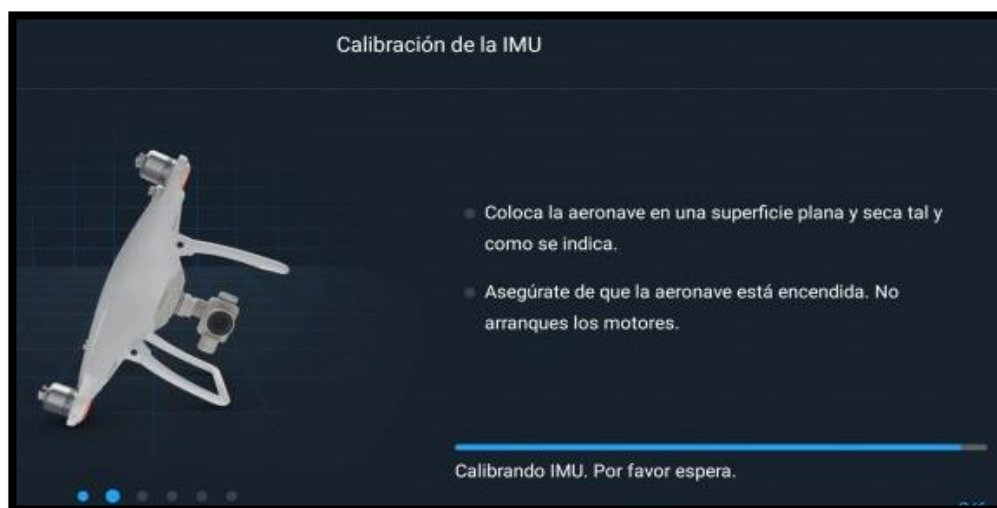 Calibración de la IMU
Coloca la aeronave en una superficie plana y seca tal y
como se indica.
Asegúrate de que la aeronave está encendida. No
arranques los motores.
Calibrando IMU. Por favor espera.